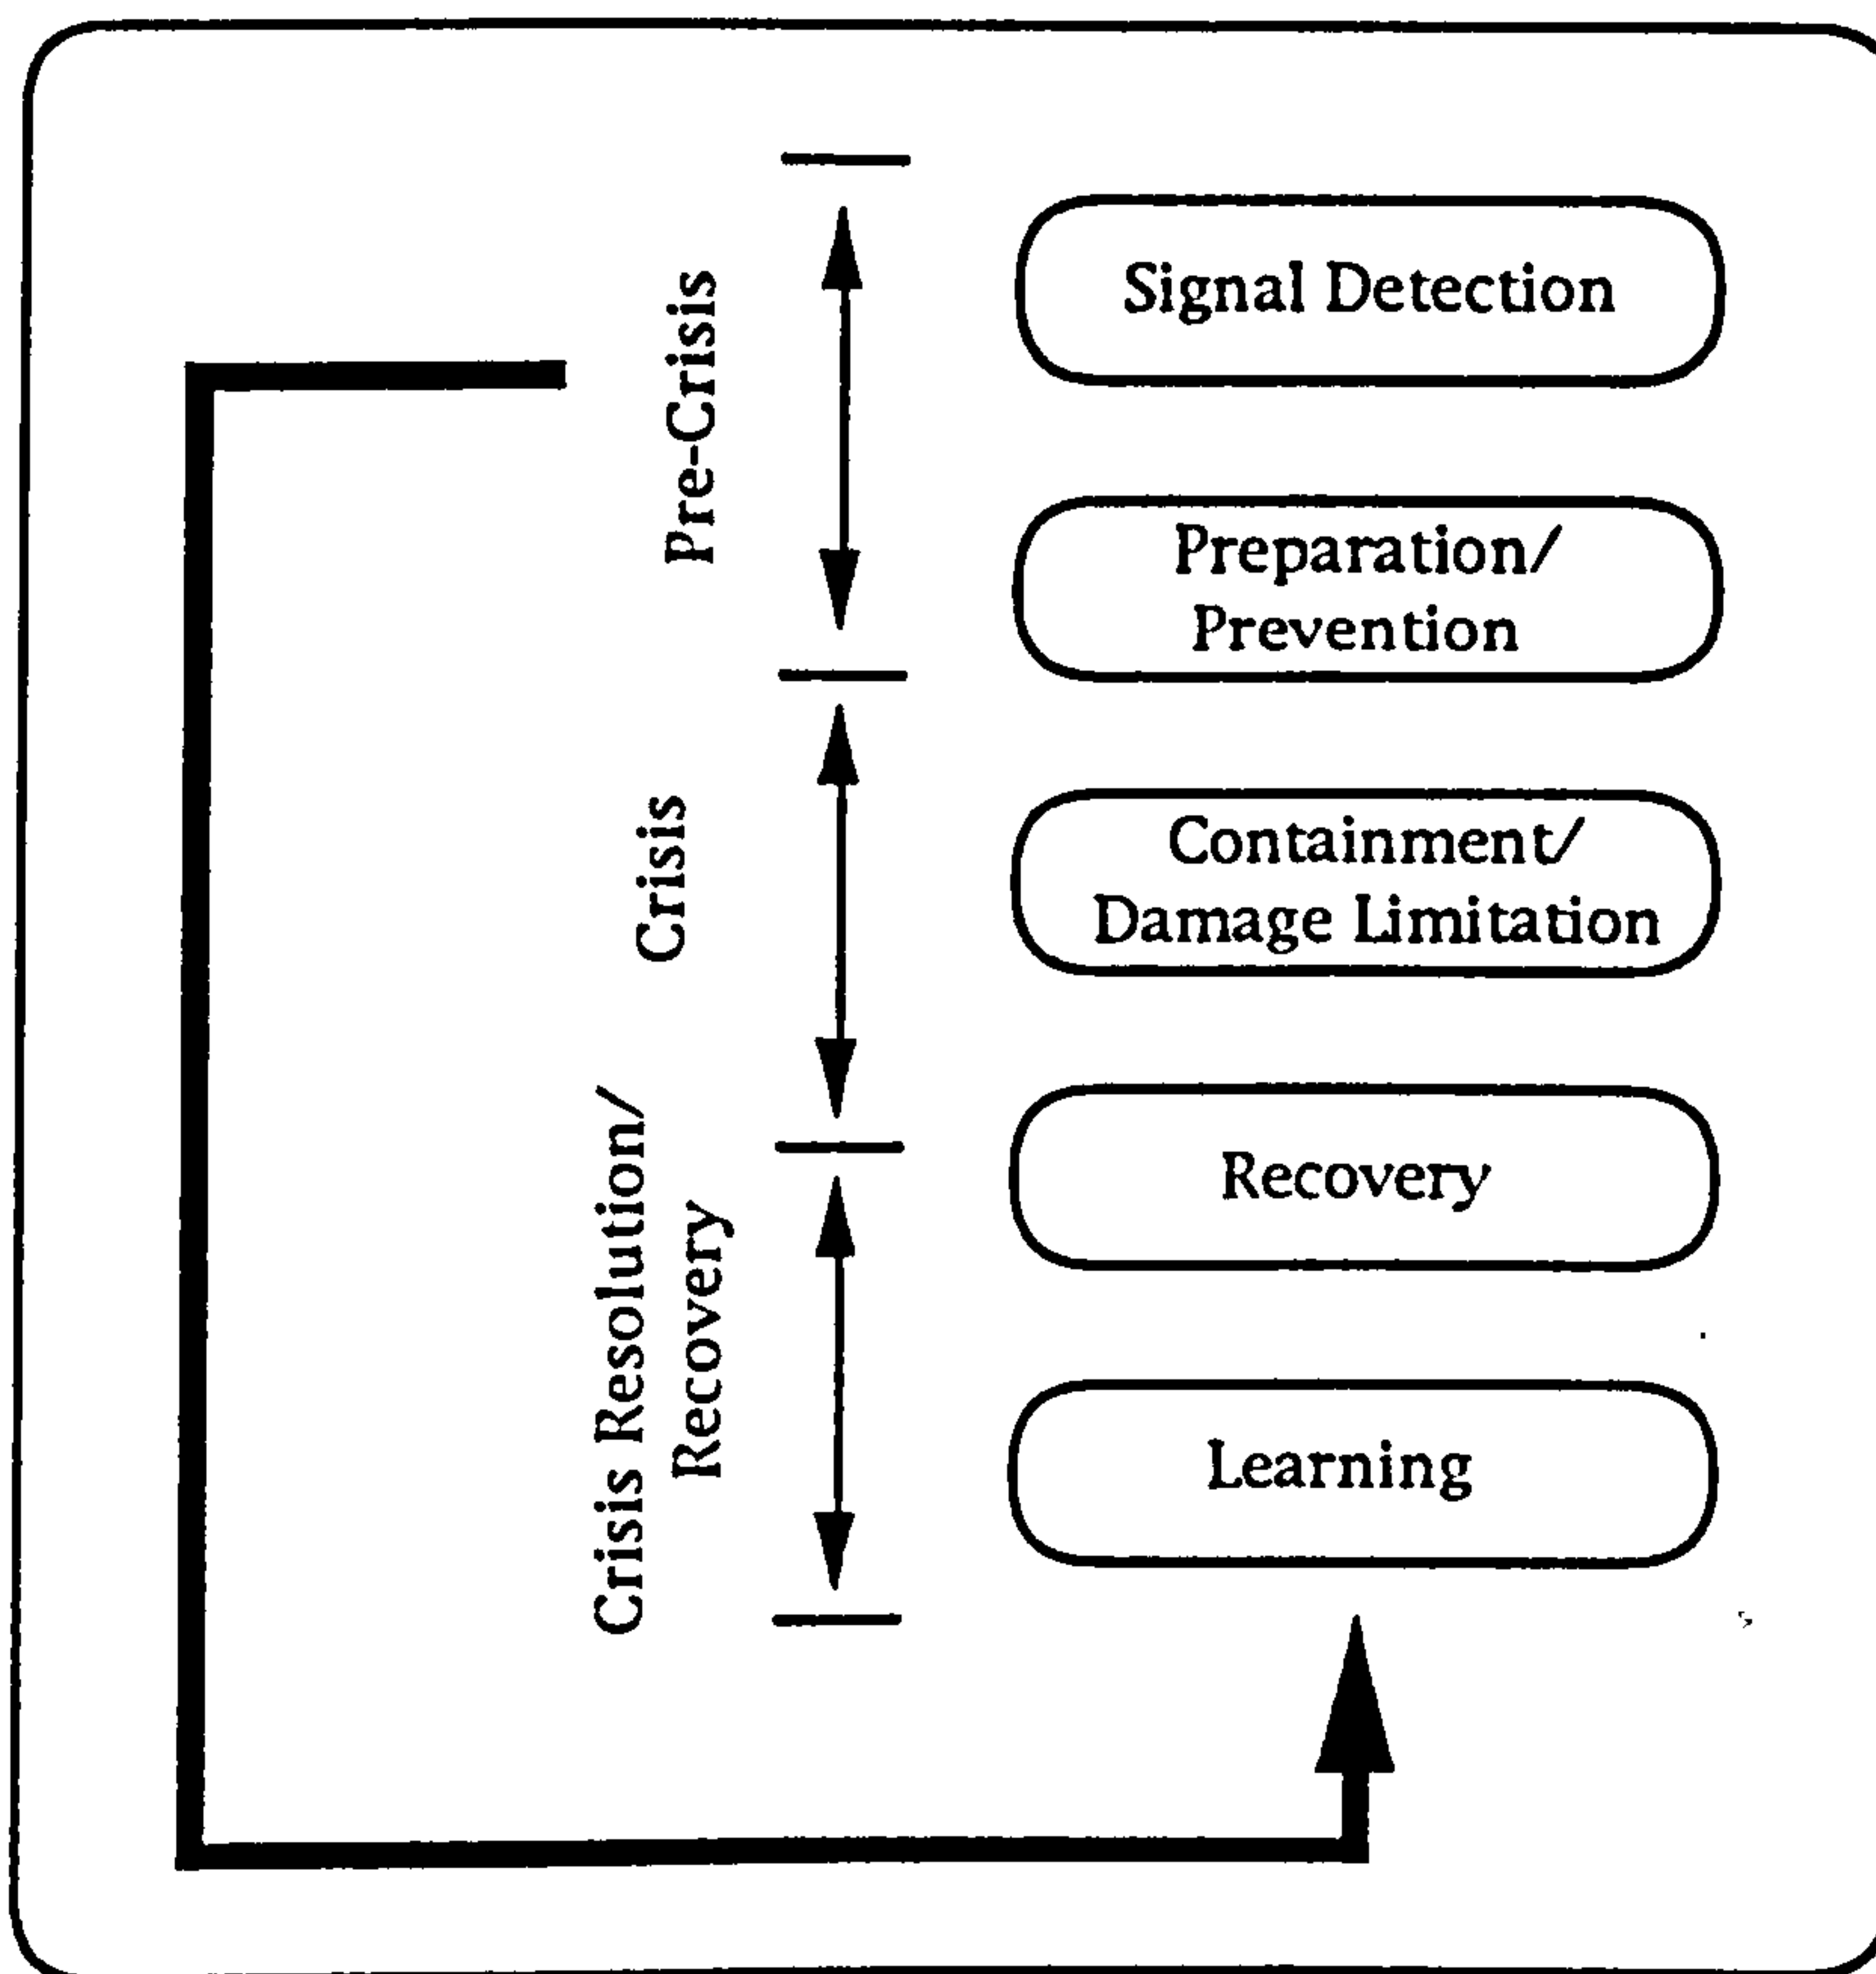 Pre-Crisis
Signal Detection
Preparation/
Prevention
Crisis
Containment/
Damage Limitation
Crisis Resolution/
Recovery
Recovery
Learning